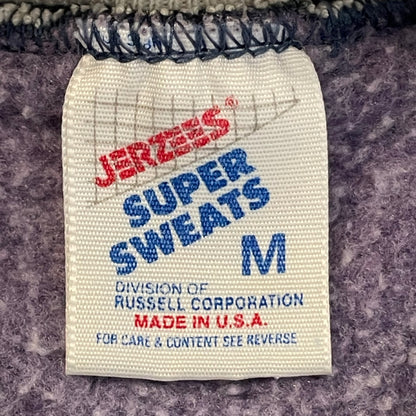 JERZEES®
SUPER
SWEATS
M
DIVISION OF
RUSSELL CORPORATION
MADE IN U.S.A.
FOR CARE & CONTENT SEE REVERSE